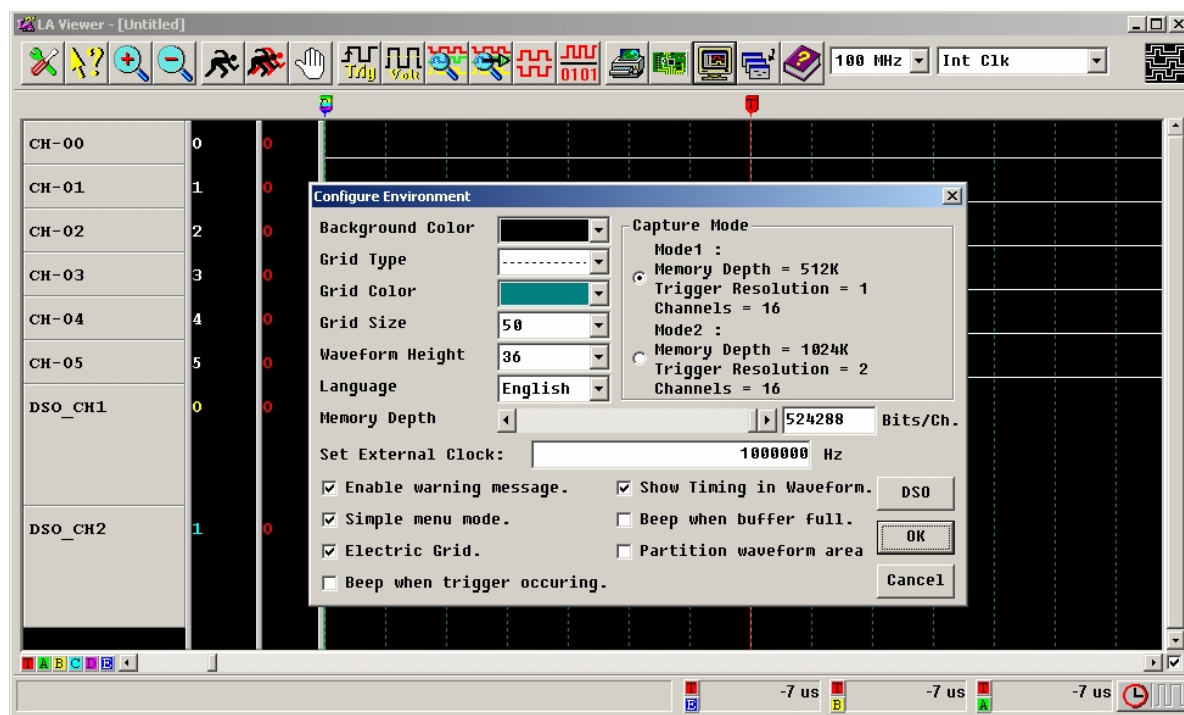 LA Viewer - [Untitled]
Tdy
Volt
0101
100 MHz
Int Clk
T
CH-00 0 0
CH-01 1 0
CH-02 2 0
CH-03 3 0
CH-04 4 0
CH-05 5 0
DSO_CH1 0 0
DSO_CH2 1 0
Configure Environment
Background Color
Grid Type
Grid Color
Grid Size 50
Waveform Height 36
Language English
Capture Mode
Mode1 :
Memory Depth = 512K
Trigger Resolution = 1
Channels = 16
Mode2 :
Memory Depth = 1024K
Trigger Resolution = 2
Channels = 16
Memory Depth 524288 Bits/Ch.
Set External Clock: 1000000 Hz
Enable warning message.
Show Timing in Waveform.
DSO
Simple menu mode.
Beep when buffer full.
OK
Electric Grid.
Partition waveform area
Beep when trigger occuring.
Cancel
T A B C D E
T E -7 us T B -7 us T A -7 us